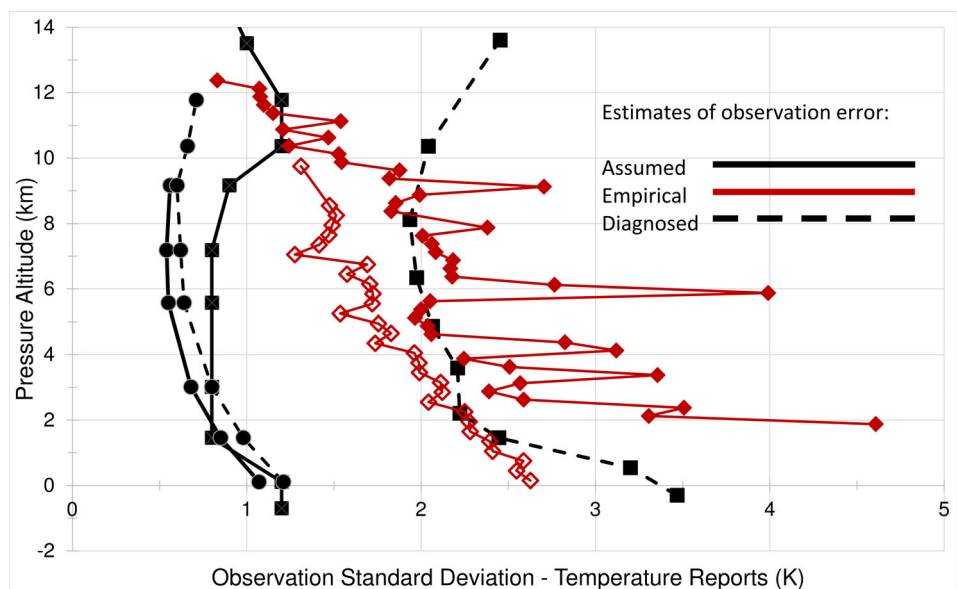 14
12
10
8
6
4
2
0
-2
Pressure Altitude (km)
Estimates of observation error:
Assumed
Empirical
Diagnosed
0 1 2 3 4 5
Observation Standard Deviation - Temperature Reports (K)